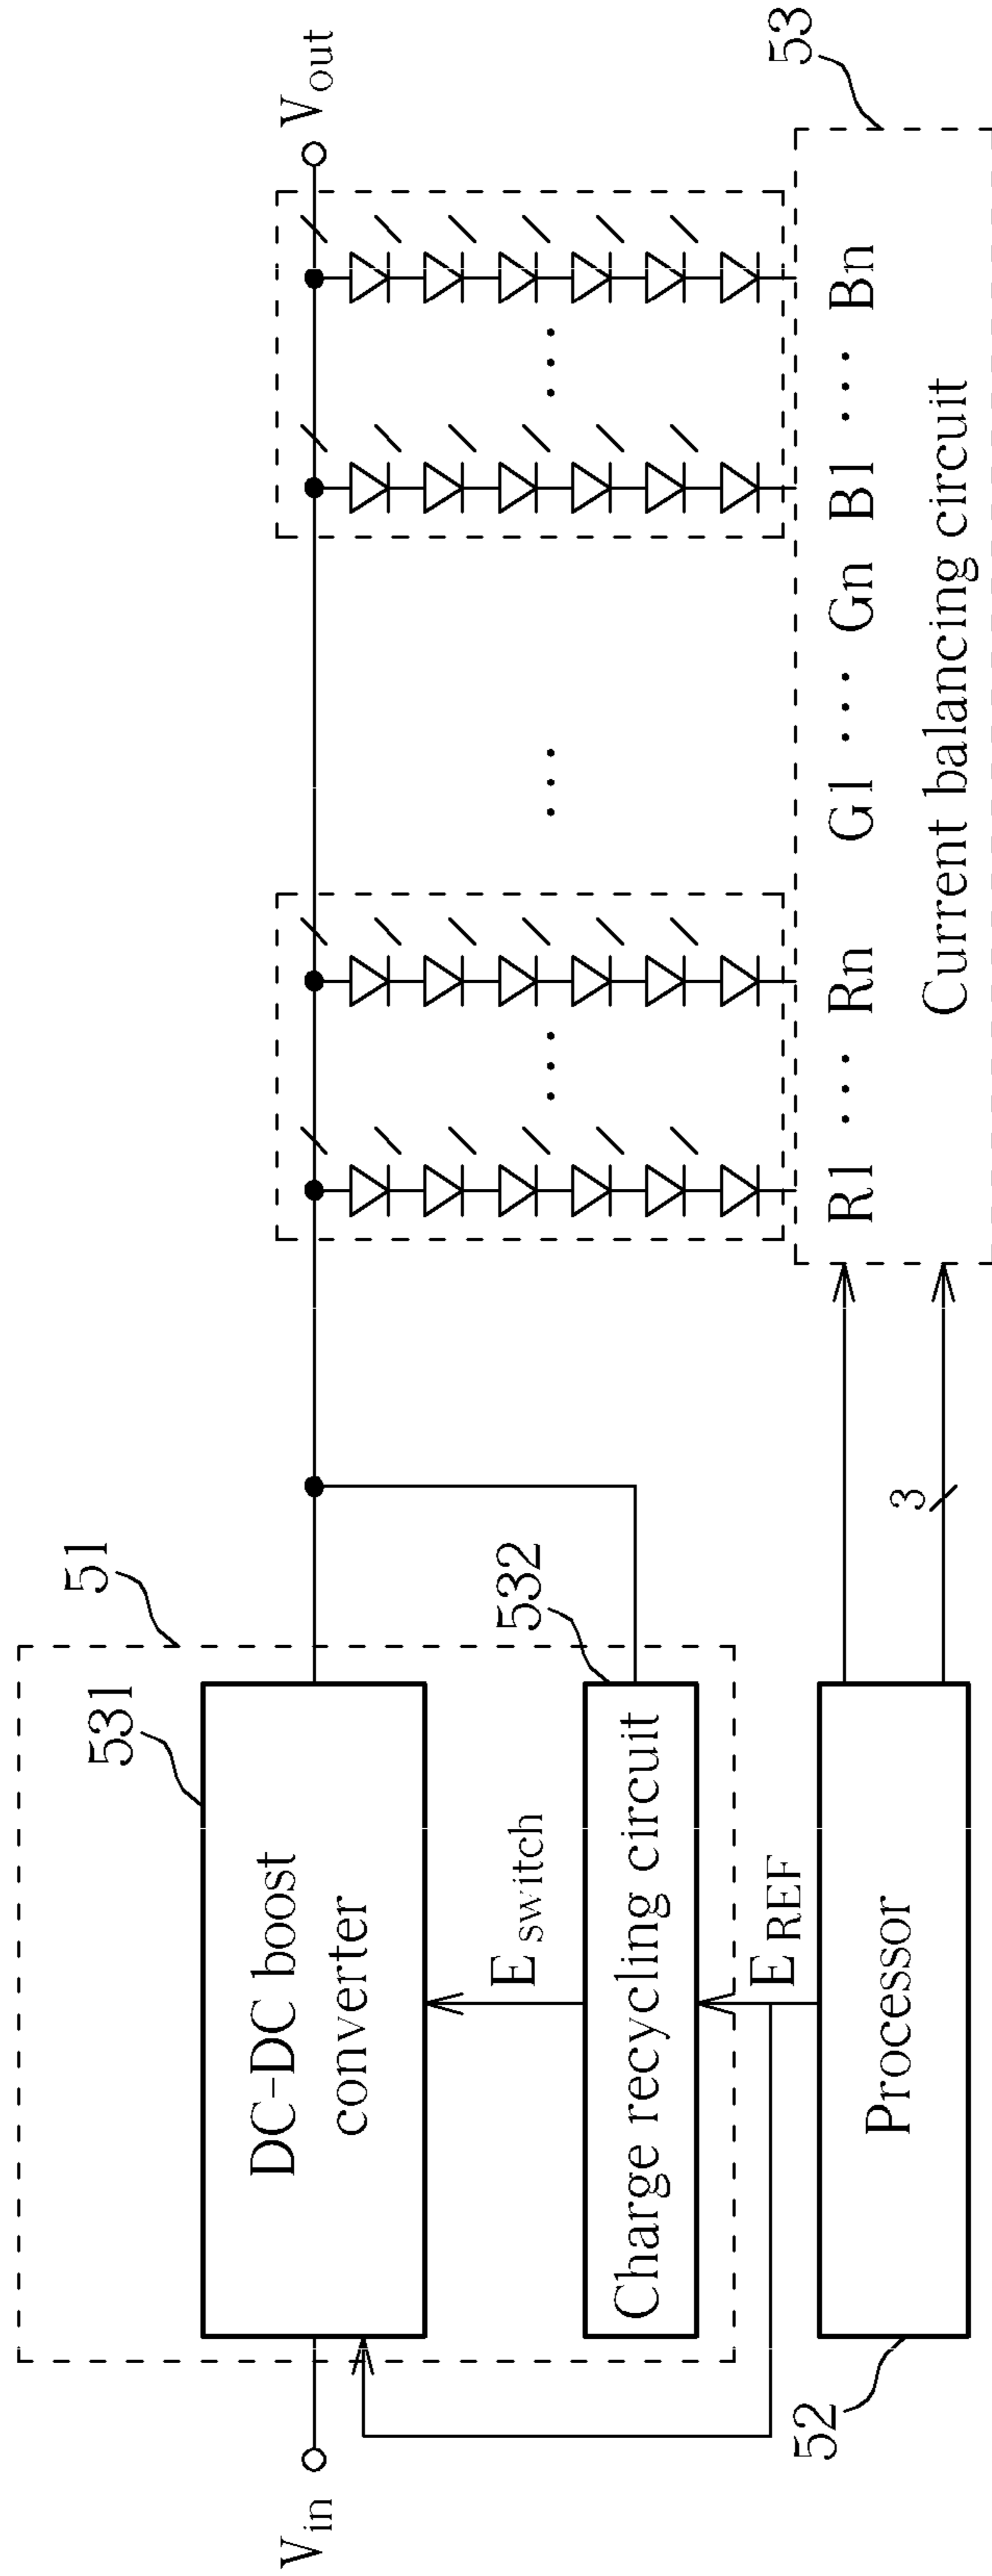 51
531
DC-DC boost
converter
Vin
Vout
Eswitch
532
Charge recycling circuit
EREF
Processor
52
3
53
R1 ... Rn G1 ... Gn B1 ... Bn
Current balancing circuit